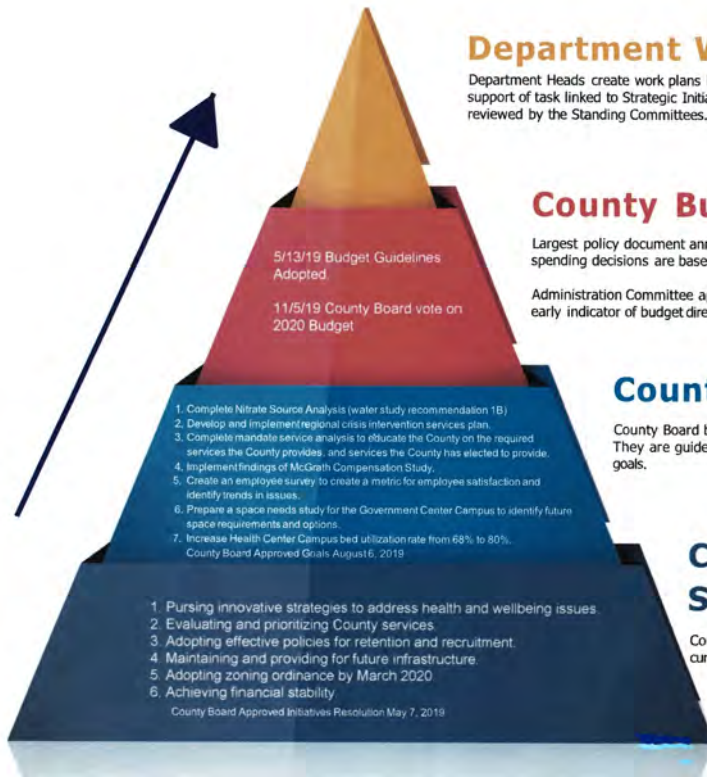 Department W
Department Heads create work plans
support of task linked to Strategic Initia
reviewed by the Standing Committees.
County Bu
5/13/19 Budget Guidelines
Adopted.
11/5/19 County Board vote on
2020 Budget
Largest policy document ann
spending decisions are base
Administration Committee ap
early indicator of budget dire
Count
1. Complete Nitrate Source Analysis (water study recommendation 1B)
2. Develop and implement regional crisis intervention services plan.
3. Complete mandate service analysis to educate the County on the required
services the County provides, and services the County has elected to provide.
4. Implement findings of McGrath Compensation Study.
5. Create an employee survey to create a metric for employee satisfaction and
identify trends in issues.
6. Prepare a space needs study for the Government Center Campus to identify future
space requirements and options.
7. Increase Health Center Campus bed utilization rate from 68% to 80%.
County Board Approved Goals August 6, 2019
County Board b
They are guide
goals.
C
S
1. Pursing innovative strategies to address health and wellbeing issues.
2. Evaluating and prioritizing County services
3. Adopting effective policies for retention and recruitment.
4. Maintaining and providing for future infrastructure.
5. Adopting zoning ordinance by March 2020
6. Achieving financial stability
County Board Approved Initiatives Resolution May 7, 2019
Co
cur